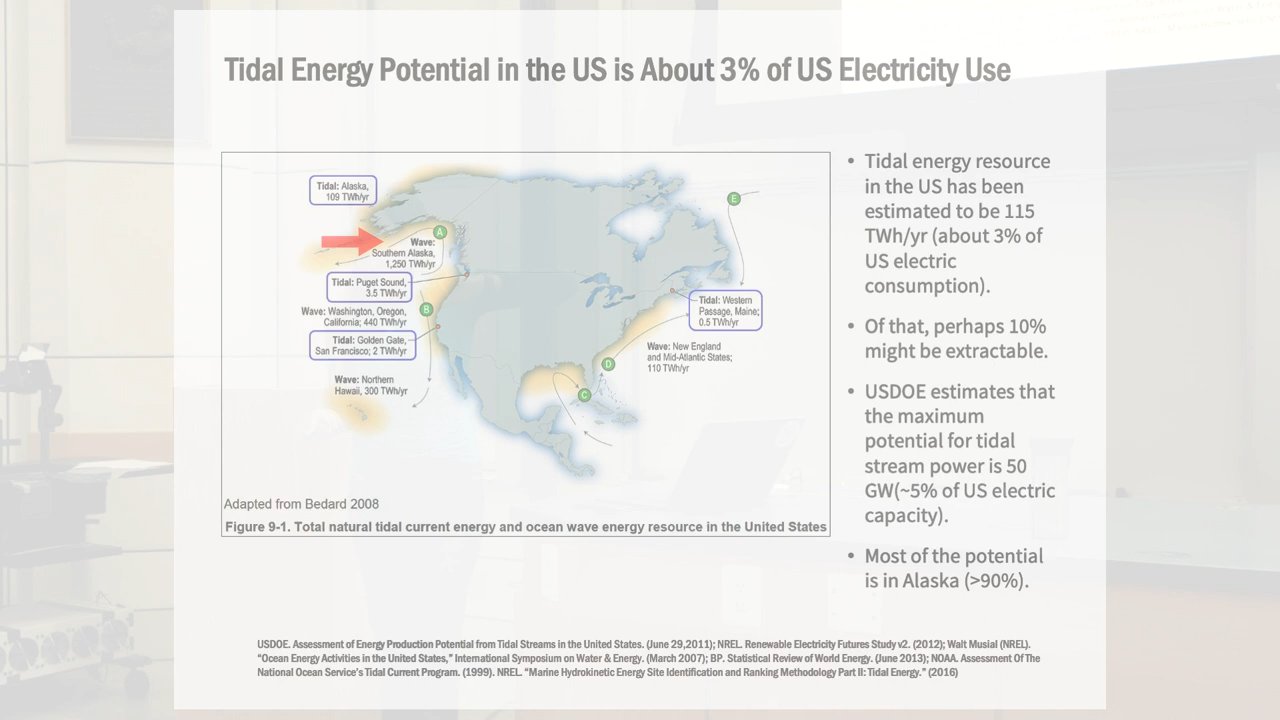 Tidal Energy Potential in the US is About 3% of US Electricity Use
Tidal: Alaska,
109 TWh/yr
A
Wave:
Southern Alaska,
1,250 TWh/yr
Tidal: Puget Sound,
3.5 TWh/yr
Wave: Washington, Oregon,
California; 440 TWh/yr
B
Tidal: Golden Gate,
San Francisco; 2 TWh/yr
Wave: Northern
Hawaii, 300 TWh/yr
E
Tidal: Western
Passage, Maine;
0.5 TWh/yr
Wave: New England
and Mid-Atlantic States;
110 TWh/yr
D
C
Adapted from Bedard 2008
Figure 9-1. Total natural tidal current energy and ocean wave energy resource in the United States
• Tidal energy resource
in the US has been
estimated to be 115
TWh/yr (about 3% of
US electric
consumption).
• Of that, perhaps 10%
might be extractable.
• USDOE estimates that
the maximum
potential for tidal
stream power is 50
GW(~5% of US electric
capacity).
• Most of the potential
is in Alaska (>90%).
USDOE. Assessment of Energy Production Potential from Tidal Streams in the United States. (June 29,2011); NREL. Renewable Electricity Futures Study v2. (2012); Walt Musial (NREL).
“Ocean Energy Activities in the United States,” International Symposium on Water & Energy. (March 2007); BP. Statistical Review of World Energy. (June 2013); NOAA. Assessment Of The
National Ocean Service's Tidal Current Program. (1999). NREL. “Marine Hydrokinetic Energy Site Identification and Ranking Methodology Part II: Tidal Energy.” (2016)